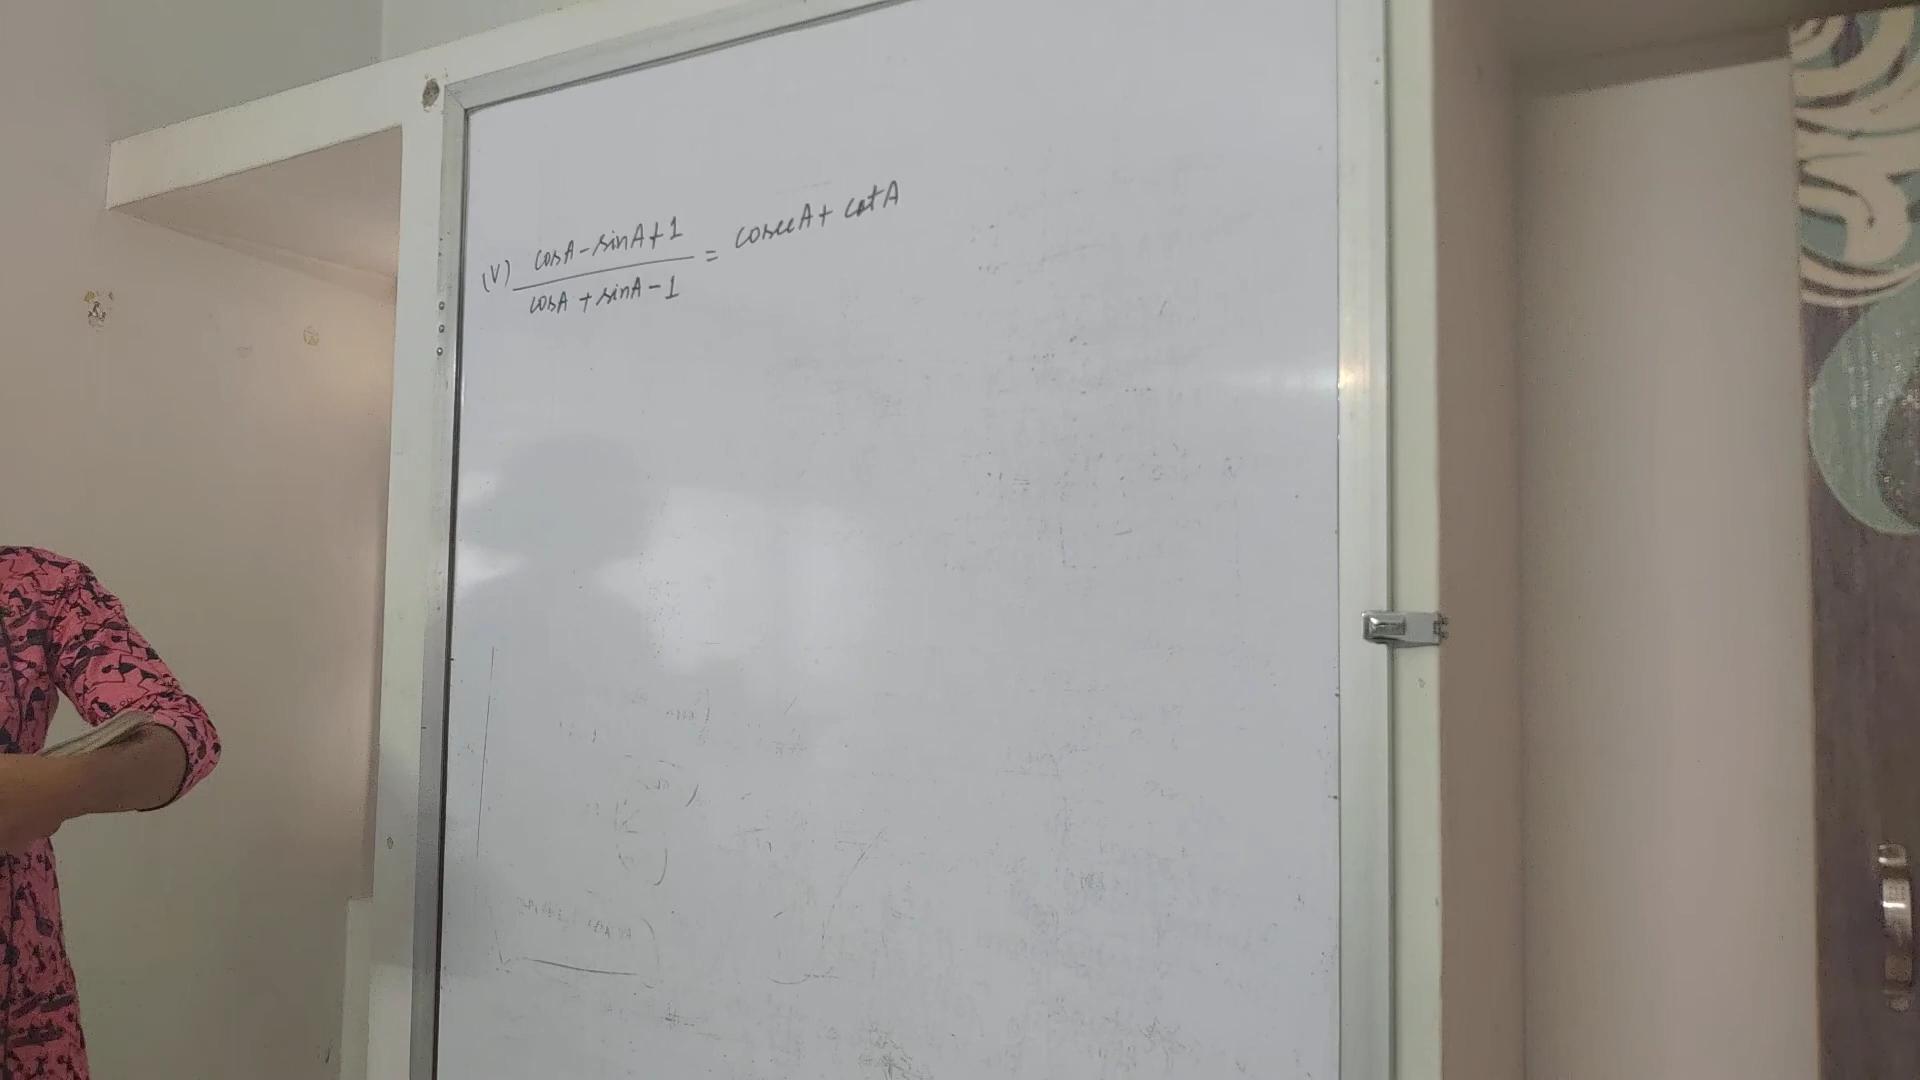 (V) cosA - sinA + 1 = cosecA + cotA
cosA + sinA - 1